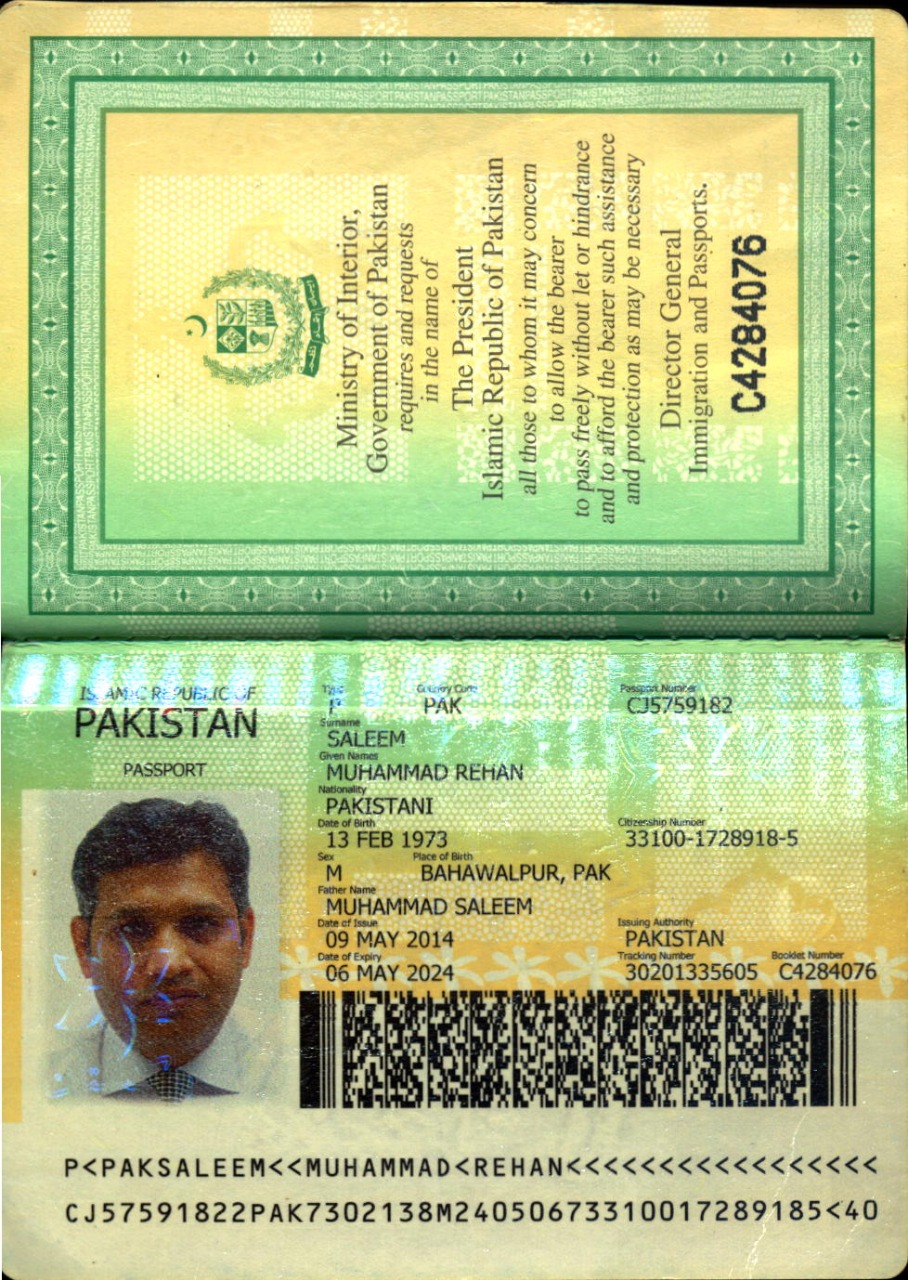 Ministry of Interior,
Government of Pakistan
requires and requests
in the name of
The President
Islamic Republic of Pakistan
all those to whom it may concern
to allow the bearer
to pass freely without let or hindrance
and to afford the bearer such assistance
and protection as may be necessary
Director General
Immigration and Passports.
C4284076
ISLAMIC REPUBLIC OF
PAKISTAN
PASSPORT
Type Country Code Passport Number
P PAK CJ5759182
Surname
SALEEM
Given Names
MUHAMMAD REHAN
Nationality
PAKISTANI
Date of Birth Citizenship Number
13 FEB 1973 33100-1728918-5
Sex Place of Birth
M BAHAWALPUR, PAK
Father Name
MUHAMMAD SALEEM
Date of Issue Issuing Authority
09 MAY 2014 PAKISTAN
Date of Expiry Tracking Number Booklet Number
06 MAY 2024 30201335605 C4284076
P<PAKSALEEM<<MUHAMMAD<REHAN<<<<<<<<<<<<<<<<<
CJ57591822PAK7302138M24050673310017289185<40